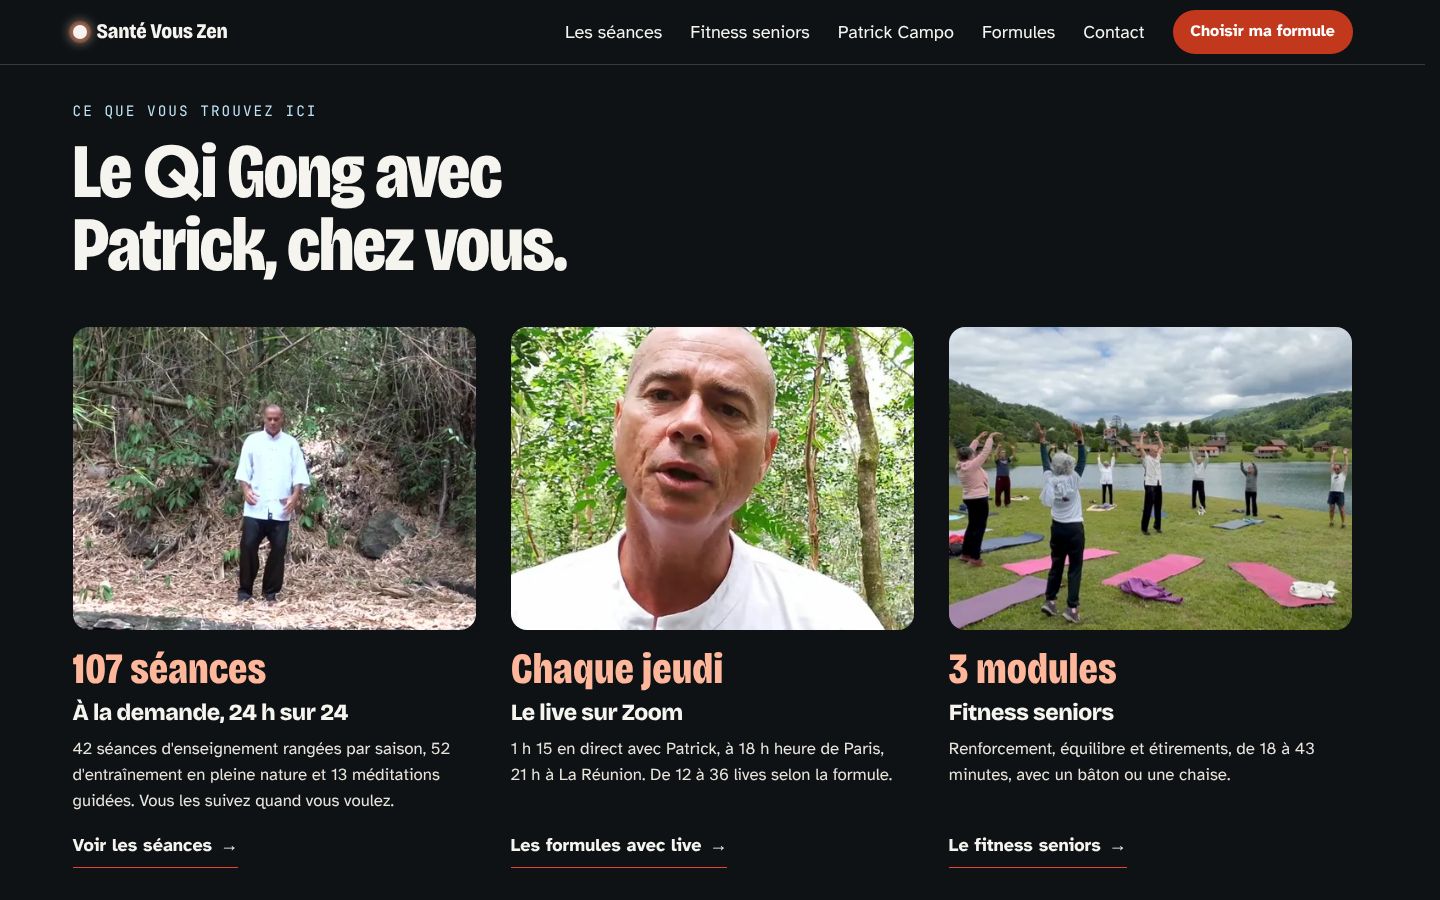 Santé Vous Zen
Les séances
Fitness seniors
Patrick Campo
Formules
Contact
Choisir ma formule
CE QUE VOUS TROUVEZ ICI
Le Qi Gong avec
Patrick, chez vous.
107 séances
À la demande, 24 h sur 24
42 séances d'enseignement rangées par saison, 52
d'entraînement en pleine nature et 13 méditations
guidées. Vous les suivez quand vous voulez.
Voir les séances →
Chaque jeudi
Le live sur Zoom
1 h 15 en direct avec Patrick, à 18 h heure de Paris,
21 h à La Réunion. De 12 à 36 lives selon la formule.
Les formules avec live →
3 modules
Fitness seniors
Renforcement, équilibre et étirements, de 18 à 43
minutes, avec un bâton ou une chaise.
Le fitness seniors →